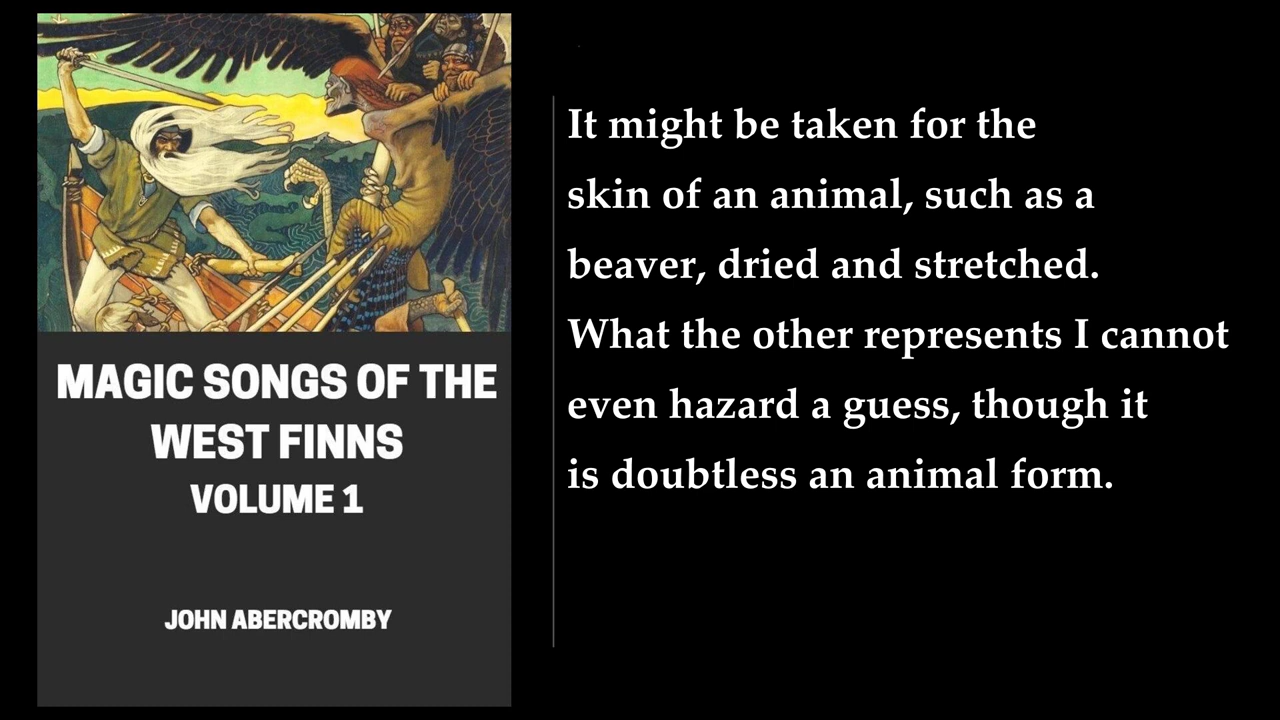 MAGIC SONGS OF THE
WEST FINNS
VOLUME 1
JOHN ABERCROMBY
It might be taken for the
skin of an animal, such as a
beaver, dried and stretched.
What the other represents I cannot
even hazard a guess, though it
is doubtless an animal form.